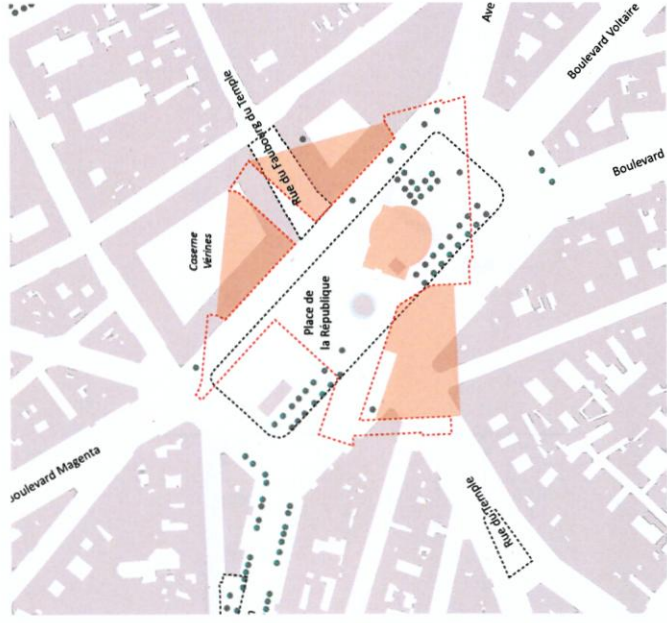 Ave
Boulevard Voltaire
Boulevard
Rue du Faubourg du Temple
Caserne
Vérines
Place de
la République
Boulevard Magenta
Rue du Temple